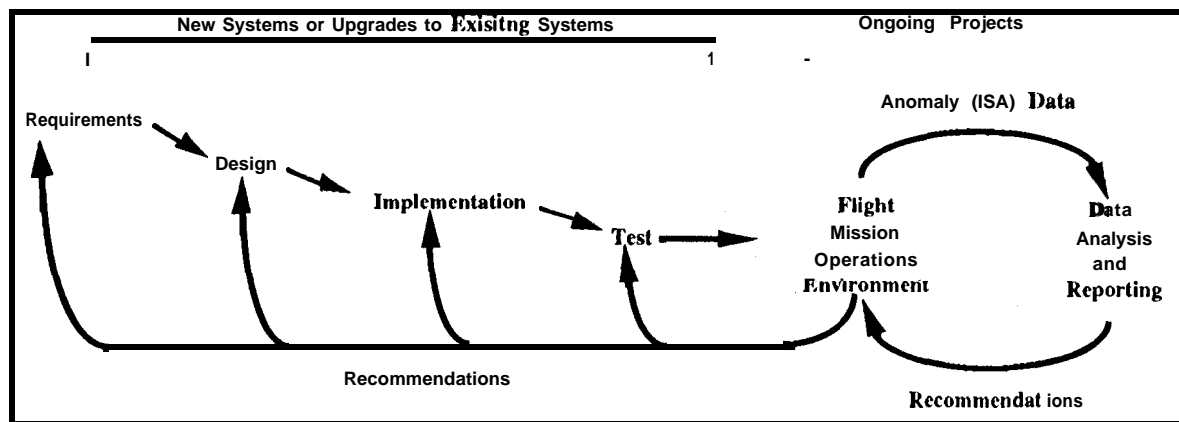 New Systems or Upgrades to Exisitng Systems
Ongoing Projects
I
1
-
Anomaly (ISA) Data
Requirements
Design
Implementation
Test
Flight
Mission
Operations
Environment
Data
Analysis
and
Reporting
Recommendations
Recommendat ions